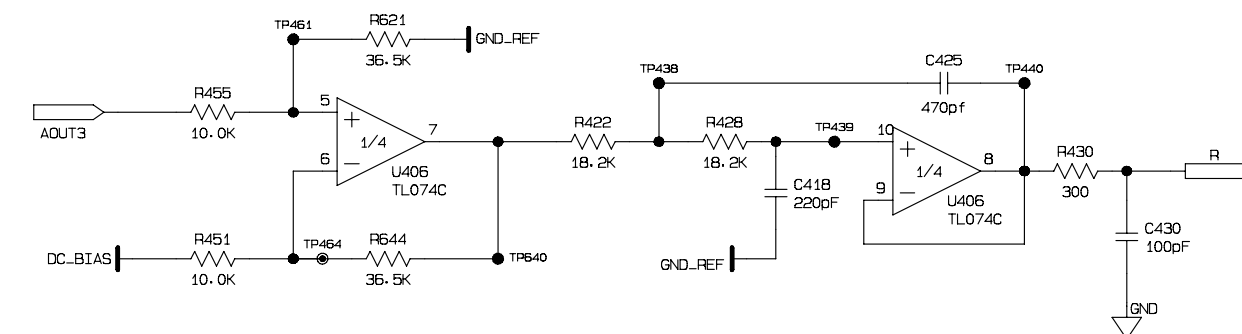 TP461
R621
36.5K
GND_REF
AOUT3
R455
10.0K
5
6
7
1/4
U406
TL074C
DC_BIAS
R451
10.0K
TP464
R644
36.5K
TP640
R422
18.2K
TP438
R428
18.2K
C425
470pf
TP440
TP439
C418
220pF
GND_REF
10
9
8
1/4
U406
TL074C
R430
300
R
C430
100pF
GND